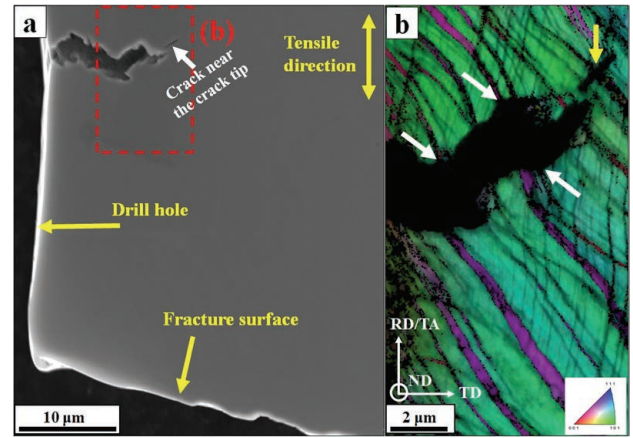 a
(b)
Tensile
direction
Crack near
the crack tip
Drill hole
Fracture surface
10 μm
b
RD/TA
ND
TD
2 μm
111
001
101